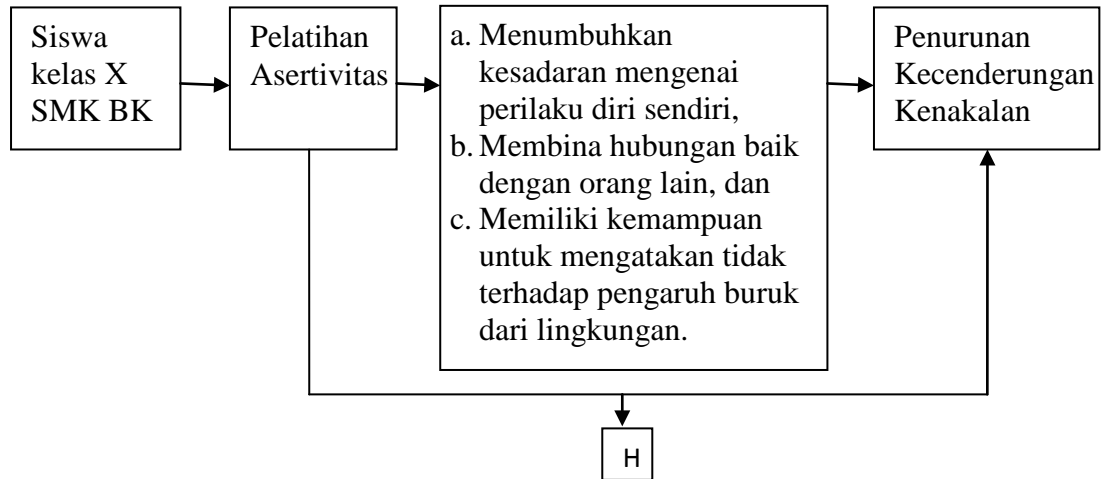 Siswa
kelas X
SMK BK
Pelatihan
Asertivitas
a. Menumbuhkan
kesadaran mengenai
perilaku diri sendiri,
b. Membina hubungan baik
dengan orang lain, dan
c. Memiliki kemampuan
untuk mengatakan tidak
terhadap pengaruh buruk
dari lingkungan.
Penurunan
Kecenderungan
Kenakalan
H